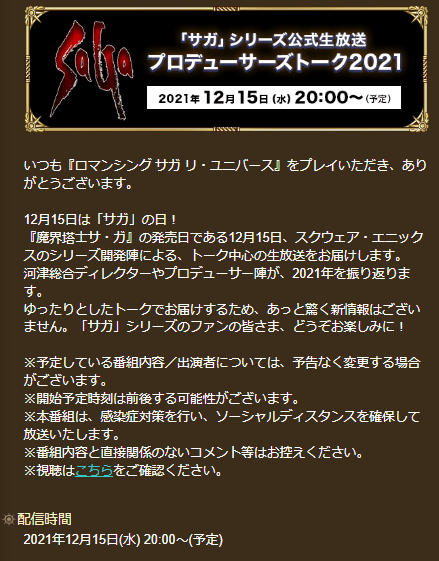 SaGa
「サガ」シリーズ公式生放送
プロデューサーズトーク2021
2021年 12月15日 (水) 20:00～(予定)
いつも『ロマンシング サガ リ・ユニバース』をプレイいただき、あり
がとうございます。
12月15日は「サガ」の日！
『魔界塔士サ・ガ』の発売日である12月15日、スクウェア・エニック
スのシリーズ開発陣による、トーク中心の生放送をお届けします。
河津総合ディレクターやプロデューサー陣が、2021年を振り返りま
す。
ゆったりとしたトークでお届けするため、あっと驚く新情報はござい
ません。「サガ」シリーズのファンの皆さま、どうぞお楽しみに！
※予定している番組内容／出演者については、予告なく変更する場合
がございます。
※開始予定時刻は前後する可能性がございます。
※本番組は、感染症対策を行い、ソーシャルディスタンスを確保して
放送いたします。
※番組内容と直接関係のないコメント等はお控えください。
※視聴はこちらをご確認ください。
配信時間
2021年12月15日(水) 20:00～(予定)